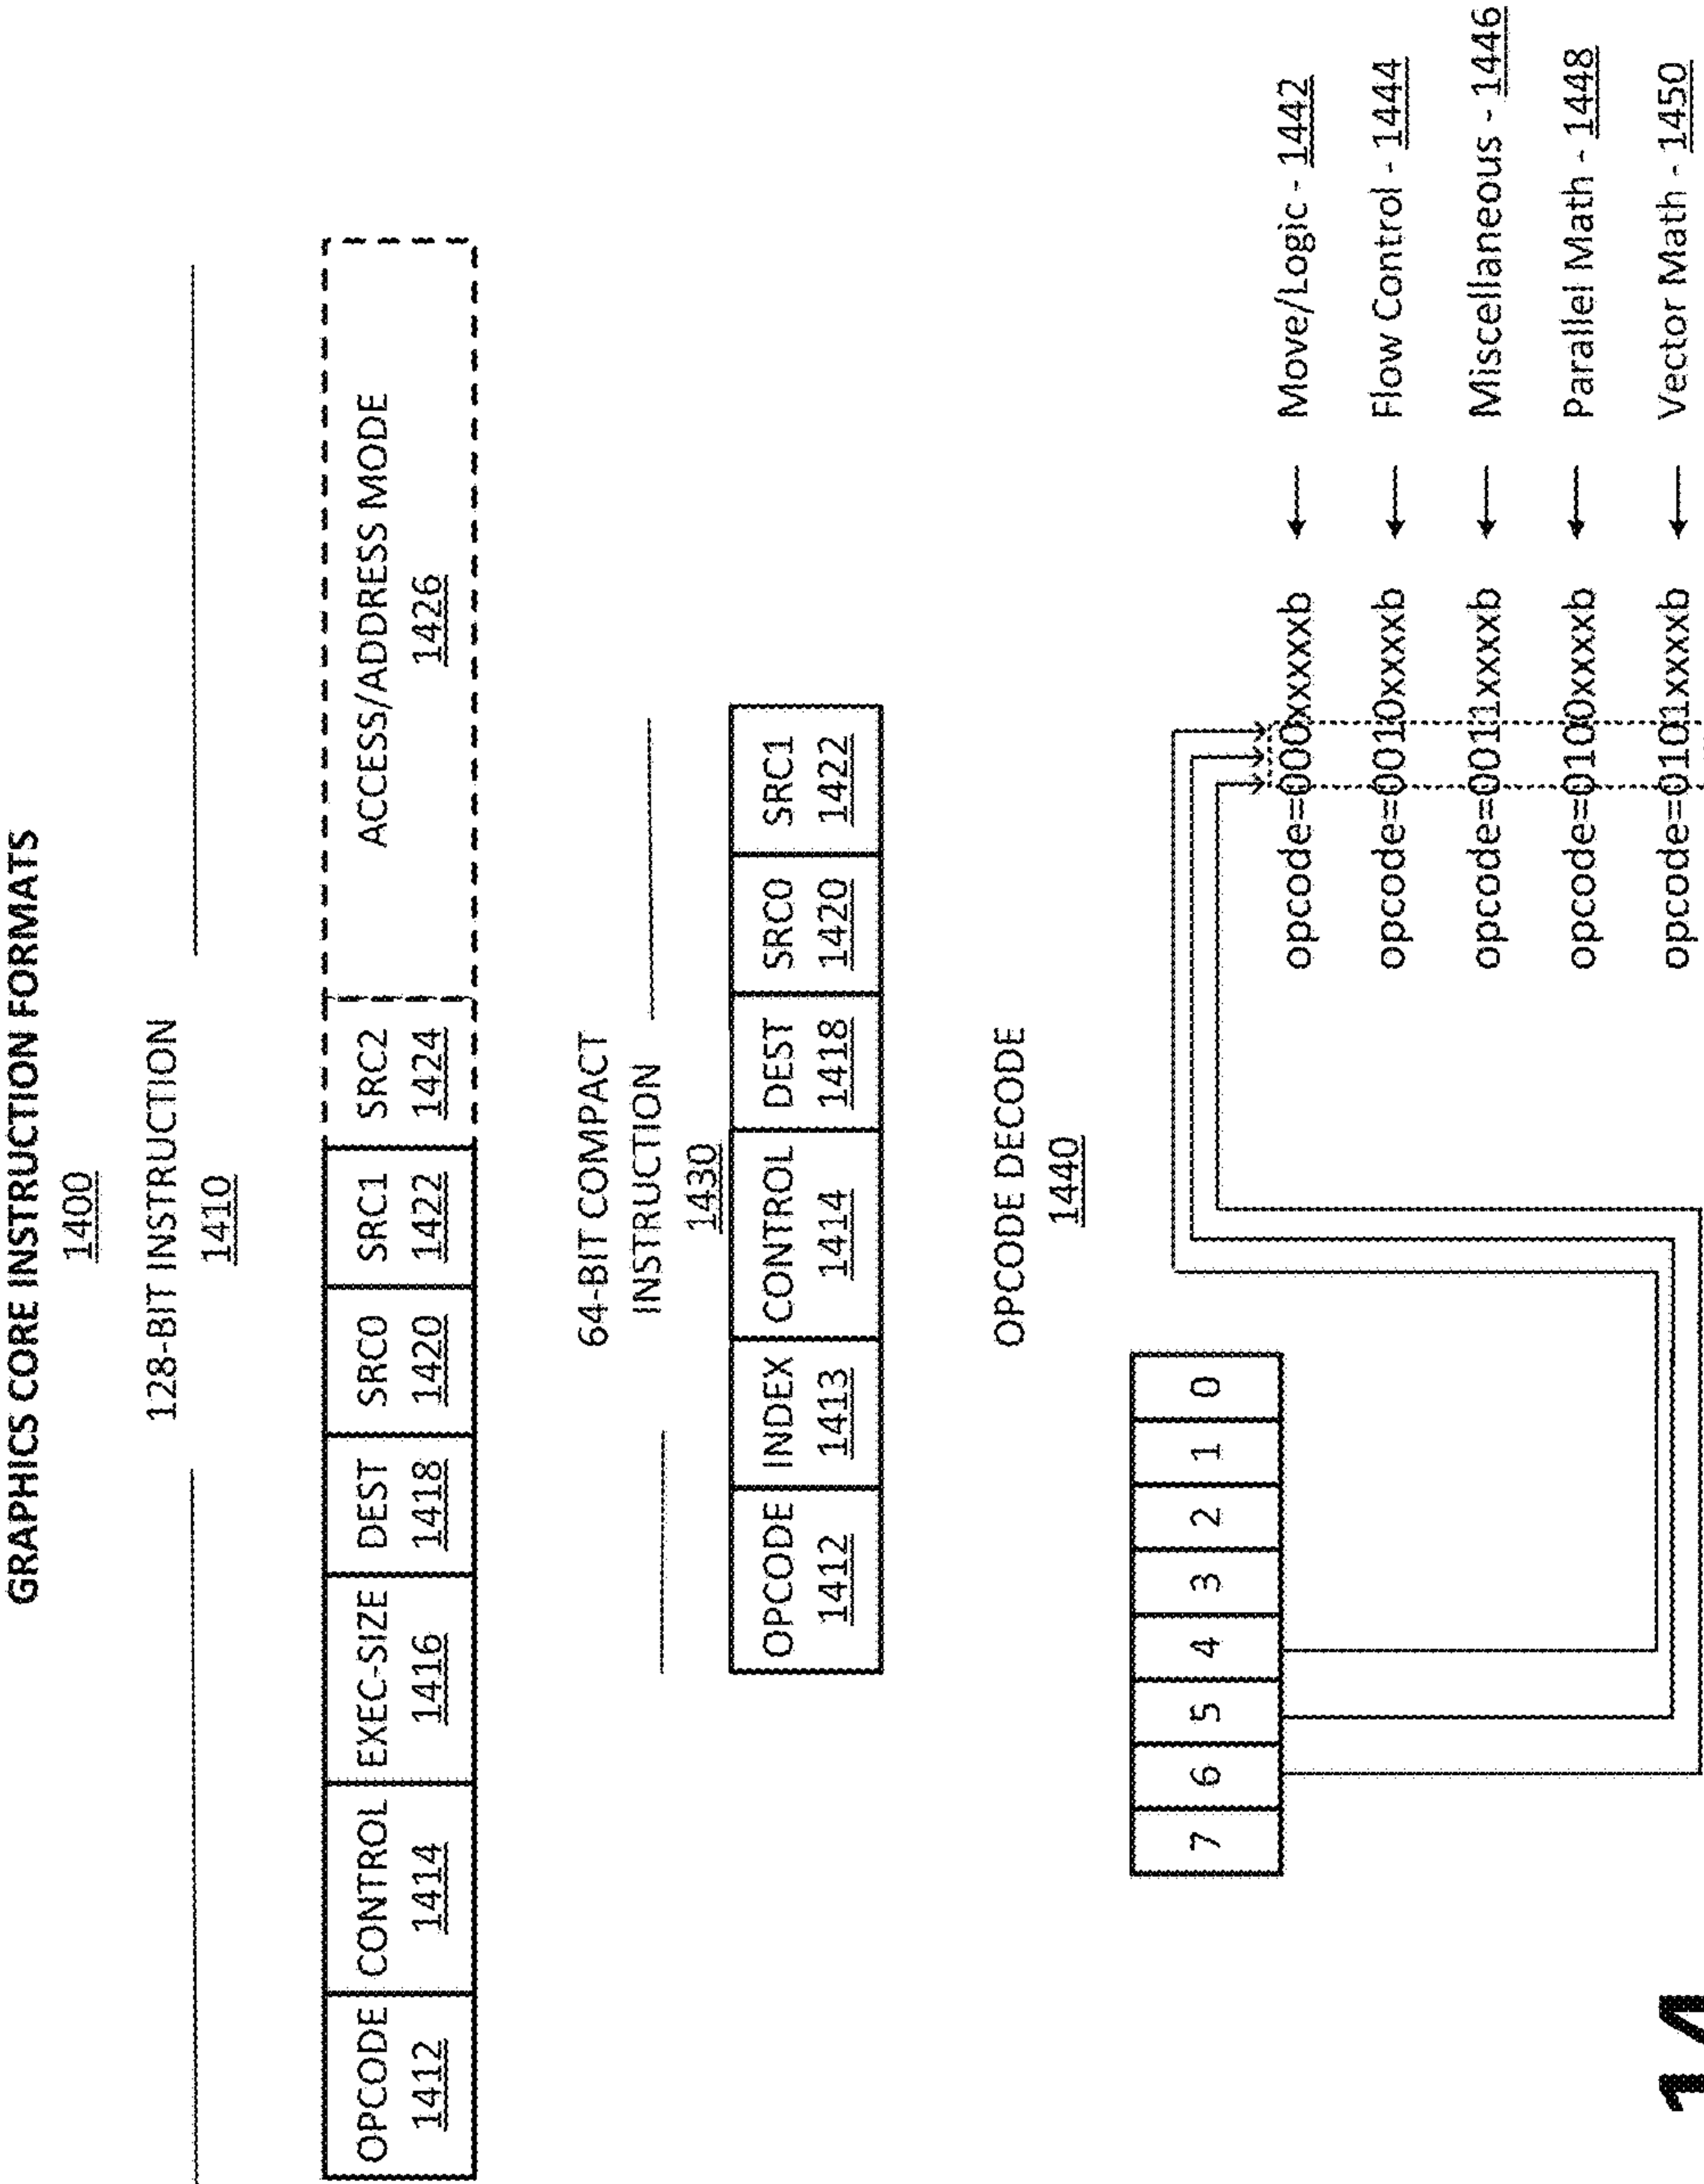 GRAPHICS CORE INSTRUCTION FORMATS
1400
128-BIT INSTRUCTION
1410
OPCODE CONTROL EXEC-SIZE DEST SRC0 SRC1 SRC2 ACCESS/ADDRESS MODE
1412 1414 1416 1418 1420 1422 1424 1426
64-BIT COMPACT
INSTRUCTION
1430
OPCODE INDEX CONTROL DEST SRC0 SRC1
1412 1413 1414 1418 1420 1422
OPCODE DECODE
1440
7 6 5 4 3 2 1 0
opcode=000xxxxxb Move/Logic - 1442
opcode=0010xxxxb Flow Control - 1444
opcode=0011xxxxb Miscellaneous - 1446
opcode=0100xxxxb Parallel Math - 1448
opcode=0101xxxxb Vector Math - 1450